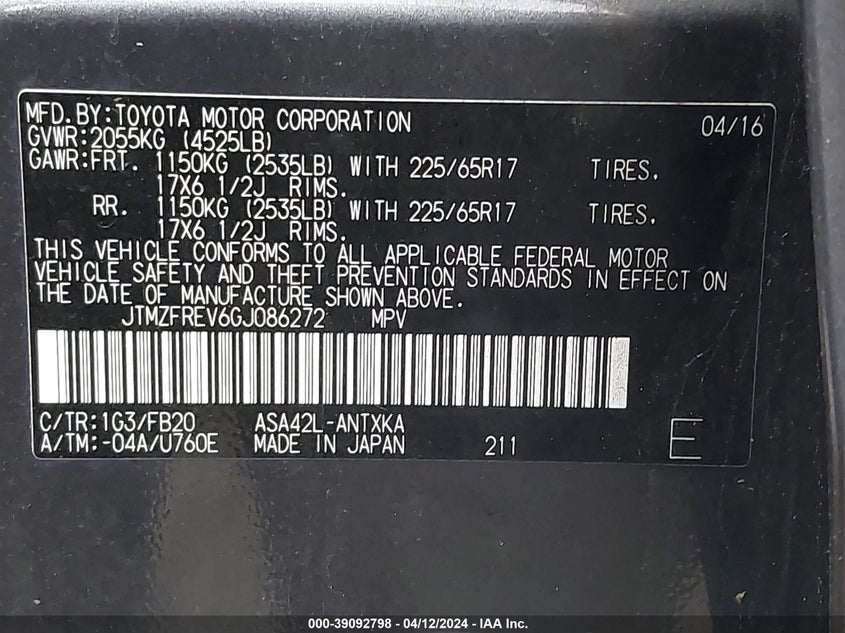 MFD.BY:TOYOTA MOTOR CORPORATION 04/16
GVWR:2055KG (4525LB)
GAWR:FRT. 1150KG (2535LB) WITH 225/65R17 TIRES.
17X6 1/2J RIMS.
RR. 1150KG (2535LB) WITH 225/65R17 TIRES.
17X6 1/2J RIMS.
THIS VEHICLE CONFORMS TO ALL APPLICABLE FEDERAL MOTOR
VEHICLE SAFETY AND THEFT PREVENTION STANDARDS IN EFFECT ON
THE DATE OF MANUFACTURE SHOWN ABOVE.
JTMZFREV6GJ086272 MPV
C/TR:1G3/FB20 ASA42L-ANTXKA
A/TM:-04A/U760E MADE IN JAPAN 211 E
000-39092798 - 04/12/2024 - IAA Inc.